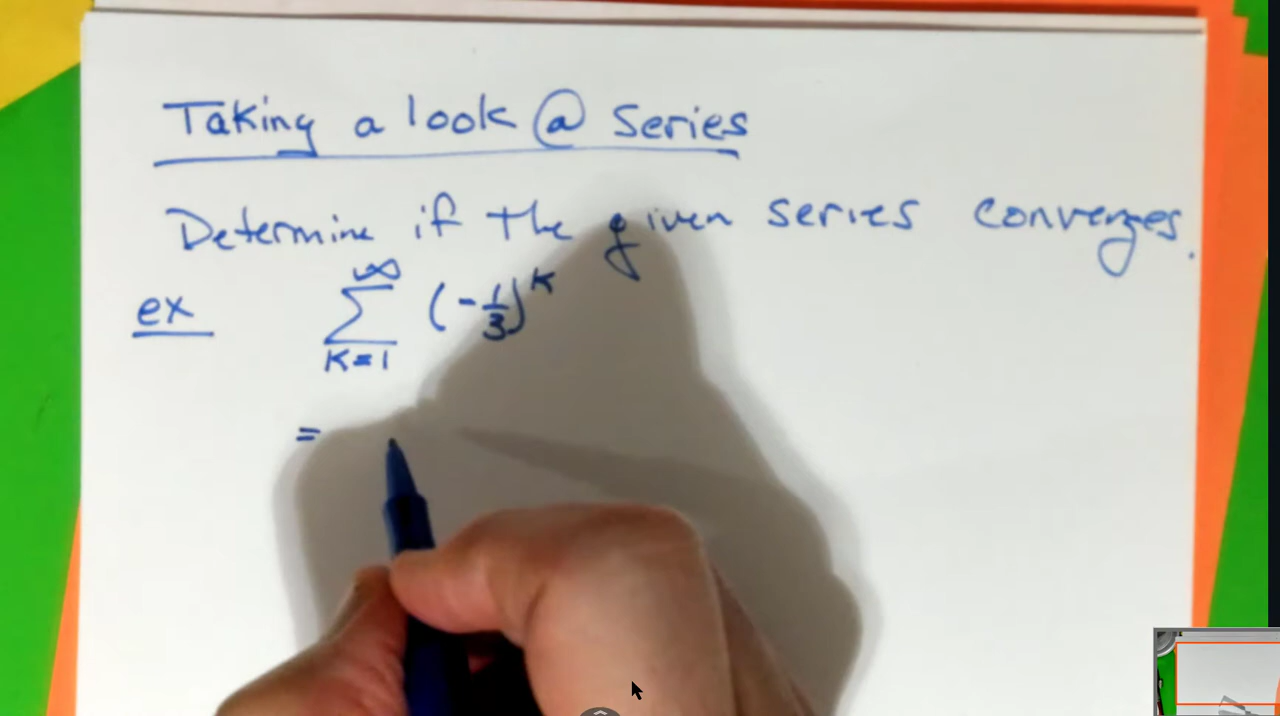 Taking a look @ series
Determine if the given series converges.
ex ∑_{K=1}^{∞} (-1/3)^K
=